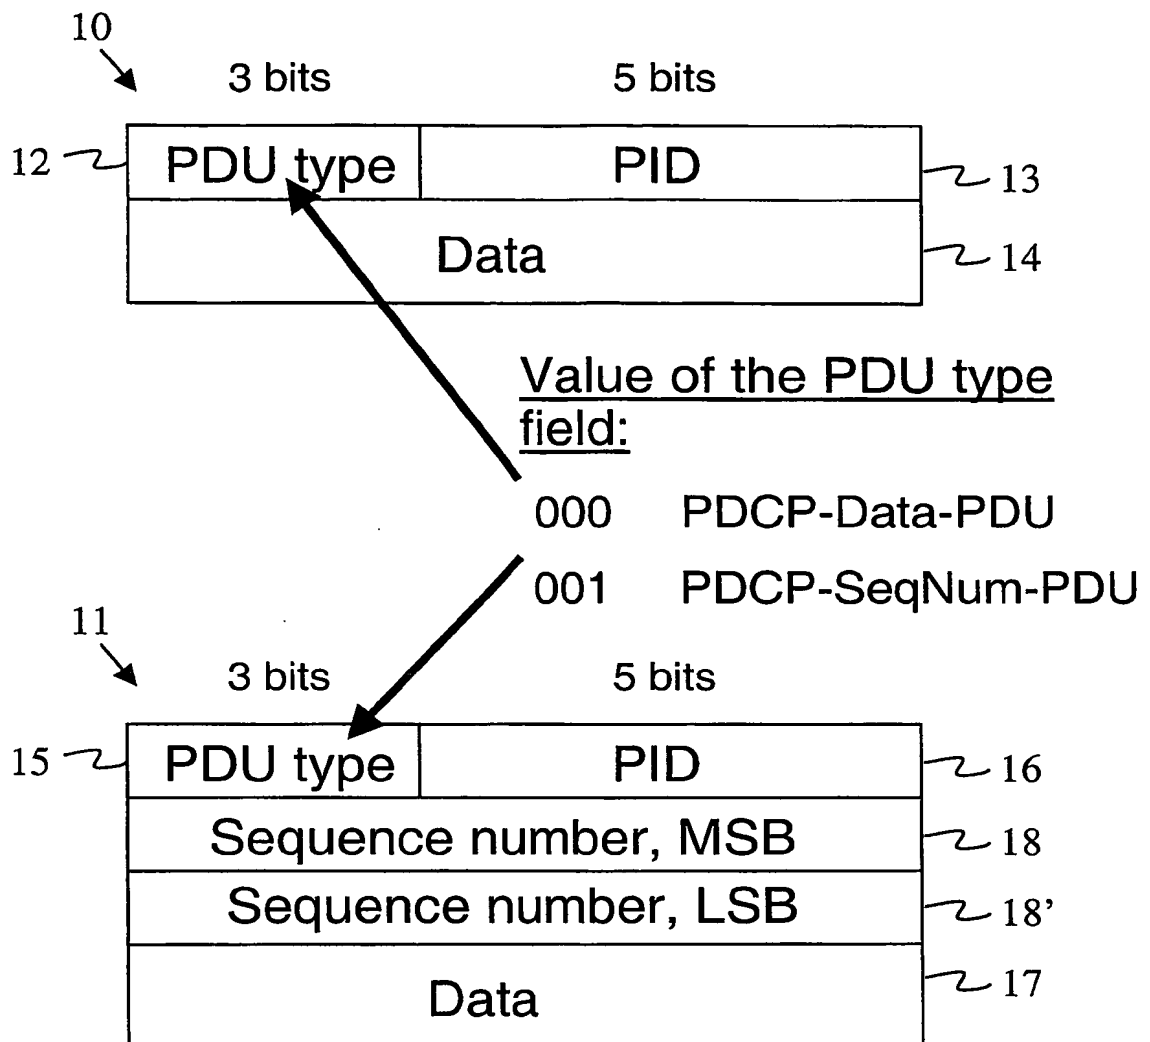 10
3 bits 5 bits
12 PDU type PID 13
Data 14
Value of the PDU type
field:
000 PDCP-Data-PDU
001 PDCP-SeqNum-PDU
11
3 bits 5 bits
15 PDU type PID 16
Sequence number, MSB 18
Sequence number, LSB 18’
Data 17